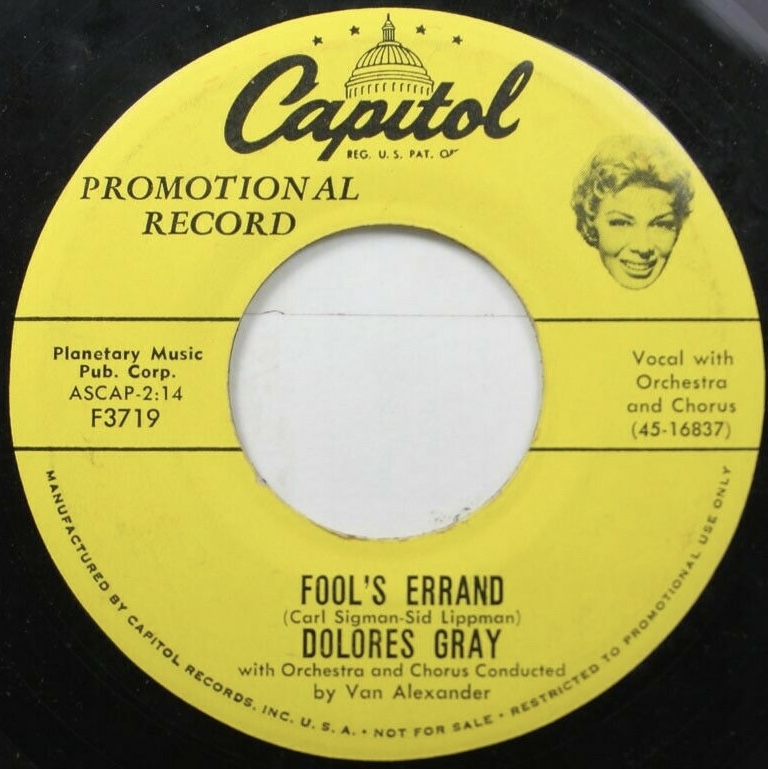 Capitol
REG. U. S. PAT. OF
PROMOTIONAL
RECORD
Planetary Music
Pub. Corp.
ASCAP-2:14
F3719
Vocal with
Orchestra
and Chorus
(45-16837)
FOOL'S ERRAND
(Carl Sigman-Sid Lippman)
DOLORES GRAY
with Orchestra and Chorus Conducted
by Van Alexander
MANUFACTURED BY CAPITOL RECORDS, INC. U. S. A. • NOT FOR SALE • RESTRICTED TO PROMOTIONAL USE ONLY